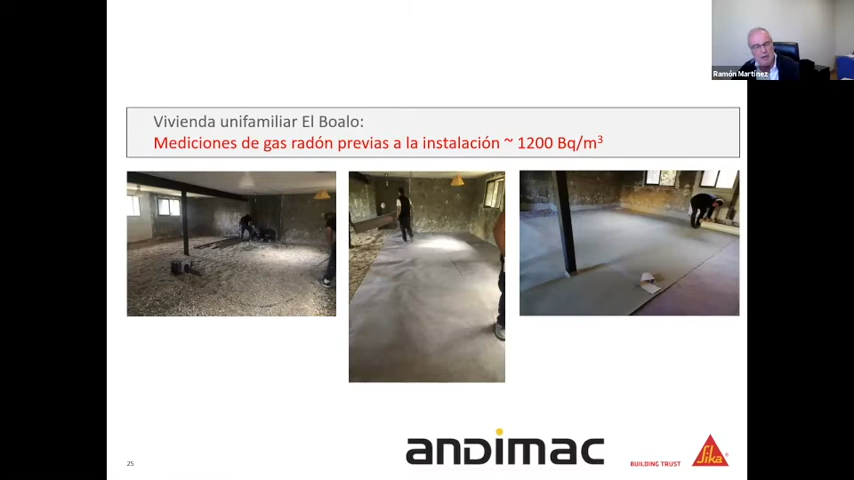 Ramón Martínez
Vivienda unifamiliar El Boalo:
Mediciones de gas radón previas a la instalación ~ 1200 Bq/m³
25
andimac
BUILDING TRUST
Sika